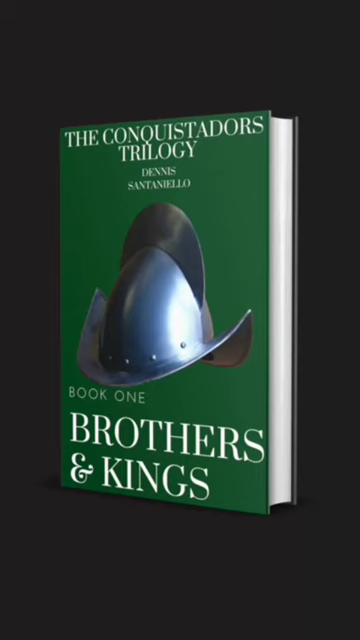 THE CONQUISTADORS
TRILOGY
DENNIS
SANTANIELLO
BOOK ONE
BROTHERS
& KINGS